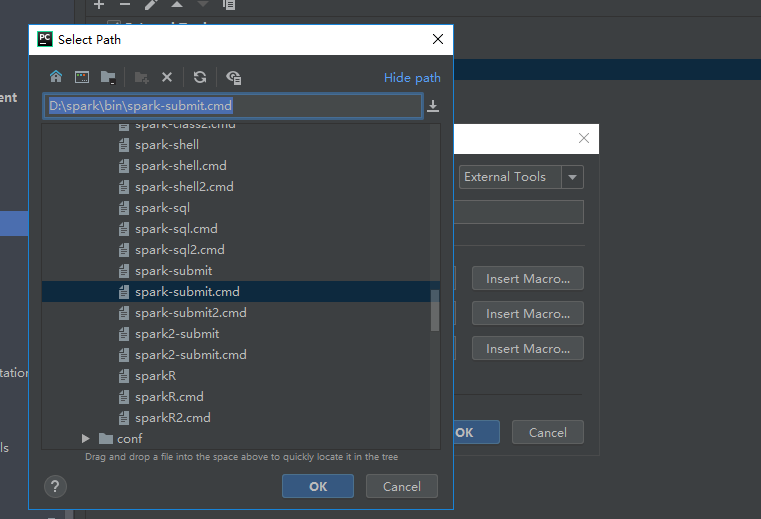 PC Select Path
Hide path
D:\spark\bin\spark-submit.cmd
spark-class2.cmd
spark-shell
spark-shell.cmd
spark-shell2.cmd
spark-sql
spark-sql.cmd
spark-sql2.cmd
spark-submit
spark-submit.cmd
spark-submit2.cmd
spark2-submit
spark2-submit.cmd
sparkR
sparkR.cmd
sparkR2.cmd
conf
Drag and drop a file into the space above to quickly locate it in the tree
?
OK
Cancel
External Tools
Insert Macro...
Insert Macro...
Insert Macro...
OK
Cancel
ent
tation
ls